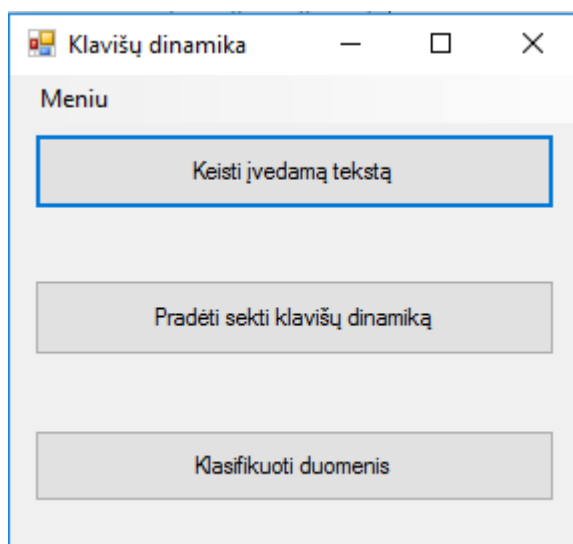 Klavišų dinamika
Meniu
Keisti įvedamą tekstą
Pradėti sekti klavišų dinamiką
Klasifikuoti duomenis